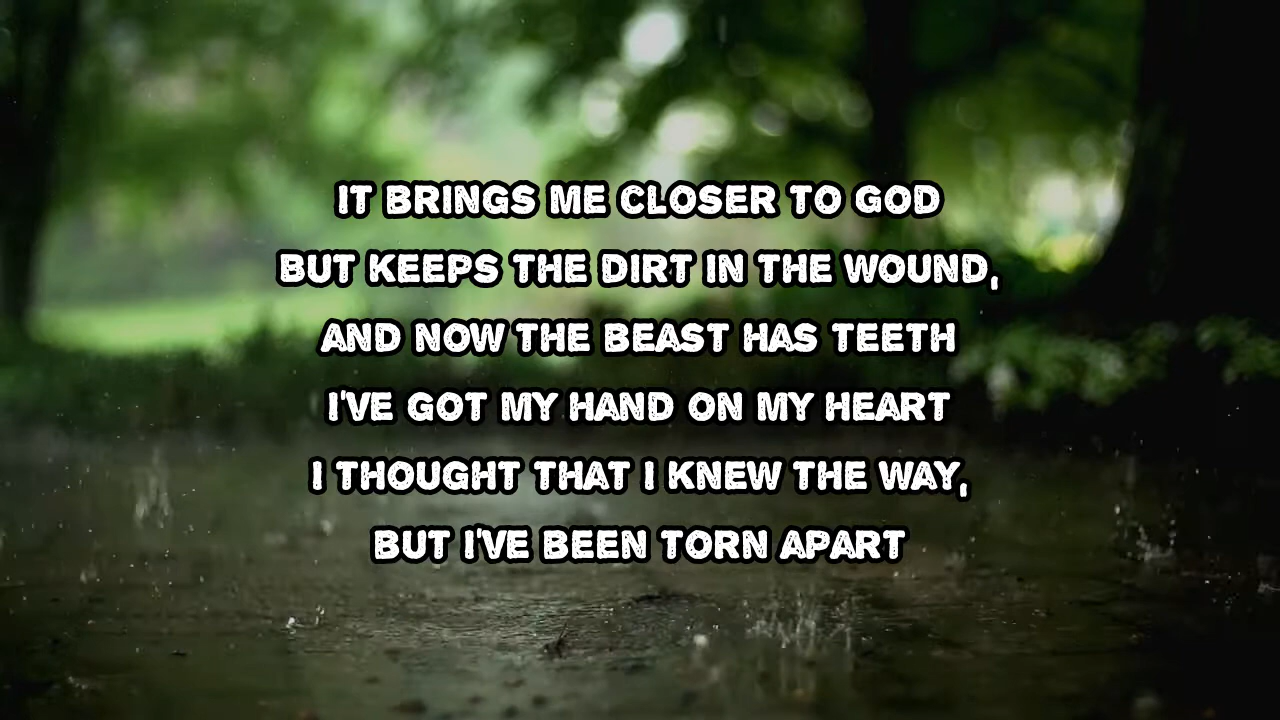 IT BRINGS ME CLOSER TO GOD
BUT KEEPS THE DIRT IN THE WOUND,
AND NOW THE BEAST HAS TEETH
I'VE GOT MY HAND ON MY HEART
I THOUGHT THAT I KNEW THE WAY,
BUT I'VE BEEN TORN APART